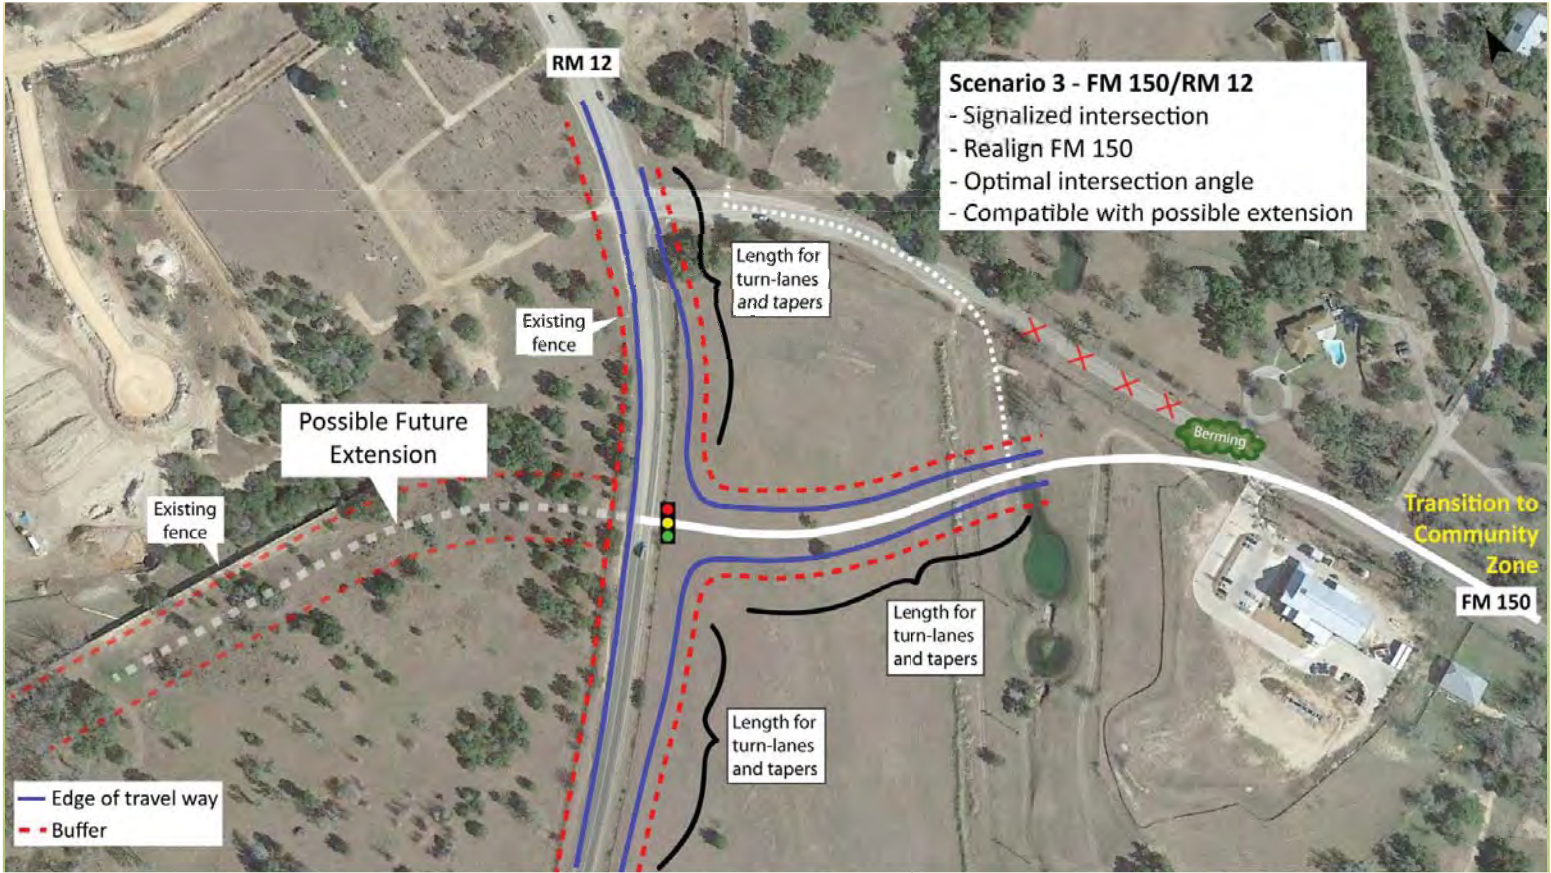 RM 12
Scenario 3 - FM 150/RM 12
- Signalized intersection
- Realign FM 150
- Optimal intersection angle
- Compatible with possible extension
Length for
turn-lanes
and tapers
Existing
fence
Possible Future
Extension
Existing
fence
Berming
Transition to
Community
Zone
FM 150
Length for
turn-lanes
and tapers
Length for
turn-lanes
and tapers
Edge of travel way
Buffer